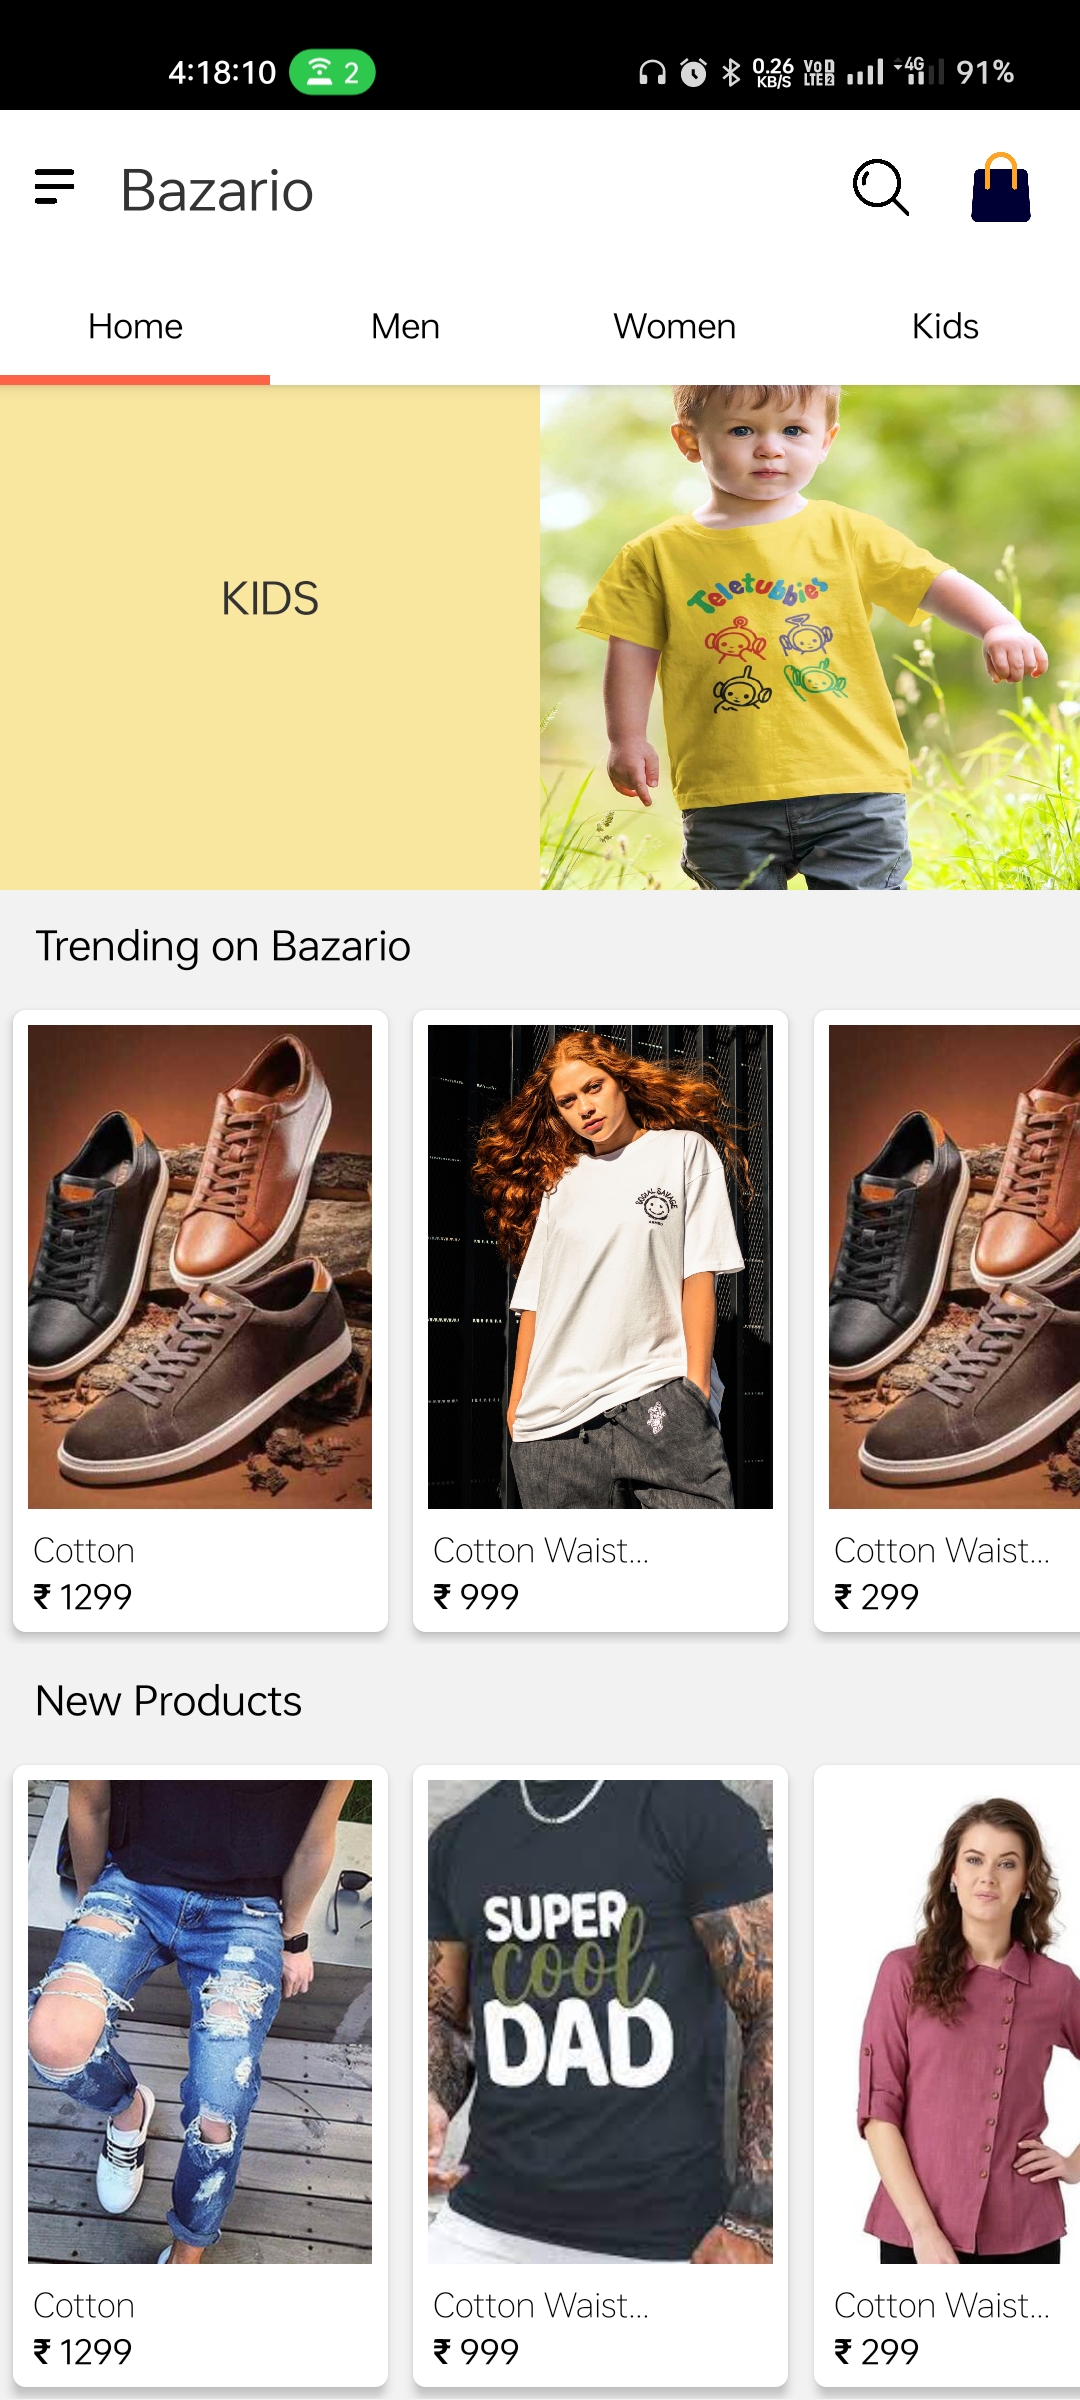 4:18:10 2 0.26 KB/S Vo LTE2 4G 91%
Bazario
Home Men Women Kids
KIDS
Teletubbies
Trending on Bazario
Cotton
₹ 1299
Cotton Waist...
₹ 999
Cotton Waist...
₹ 299
New Products
SUPER
cool
DAD
Cotton
₹ 1299
Cotton Waist...
₹ 999
Cotton Waist...
₹ 299